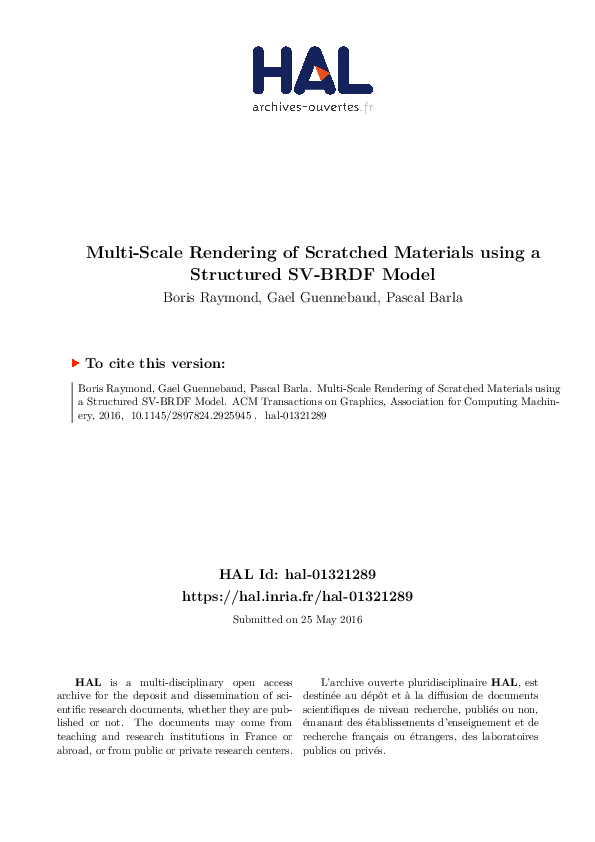 HAL
archives-ouvertes.fr
Multi-Scale Rendering of Scratched Materials using a
Structured SV-BRDF Model
Boris Raymond, Gael Guennebaud, Pascal Barla
To cite this version:
Boris Raymond, Gael Guennebaud, Pascal Barla. Multi-Scale Rendering of Scratched Materials using
a Structured SV-BRDF Model. ACM Transactions on Graphics, Association for Computing Machin-
ery, 2016, 10.1145/2897824.2925945 . hal-01321289
HAL Id: hal-01321289
https://hal.inria.fr/hal-01321289
Submitted on 25 May 2016
HAL is a multi-disciplinary open access
archive for the deposit and dissemination of sci-
entific research documents, whether they are pub-
lished or not. The documents may come from
teaching and research institutions in France or
abroad, or from public or private research centers.
L'archive ouverte pluridisciplinaire HAL, est
destinée au dépôt et à la diffusion de documents
scientifiques de niveau recherche, publiés ou non,
émanant des établissements d'enseignement et de
recherche français ou étrangers, des laboratoires
publics ou privés.